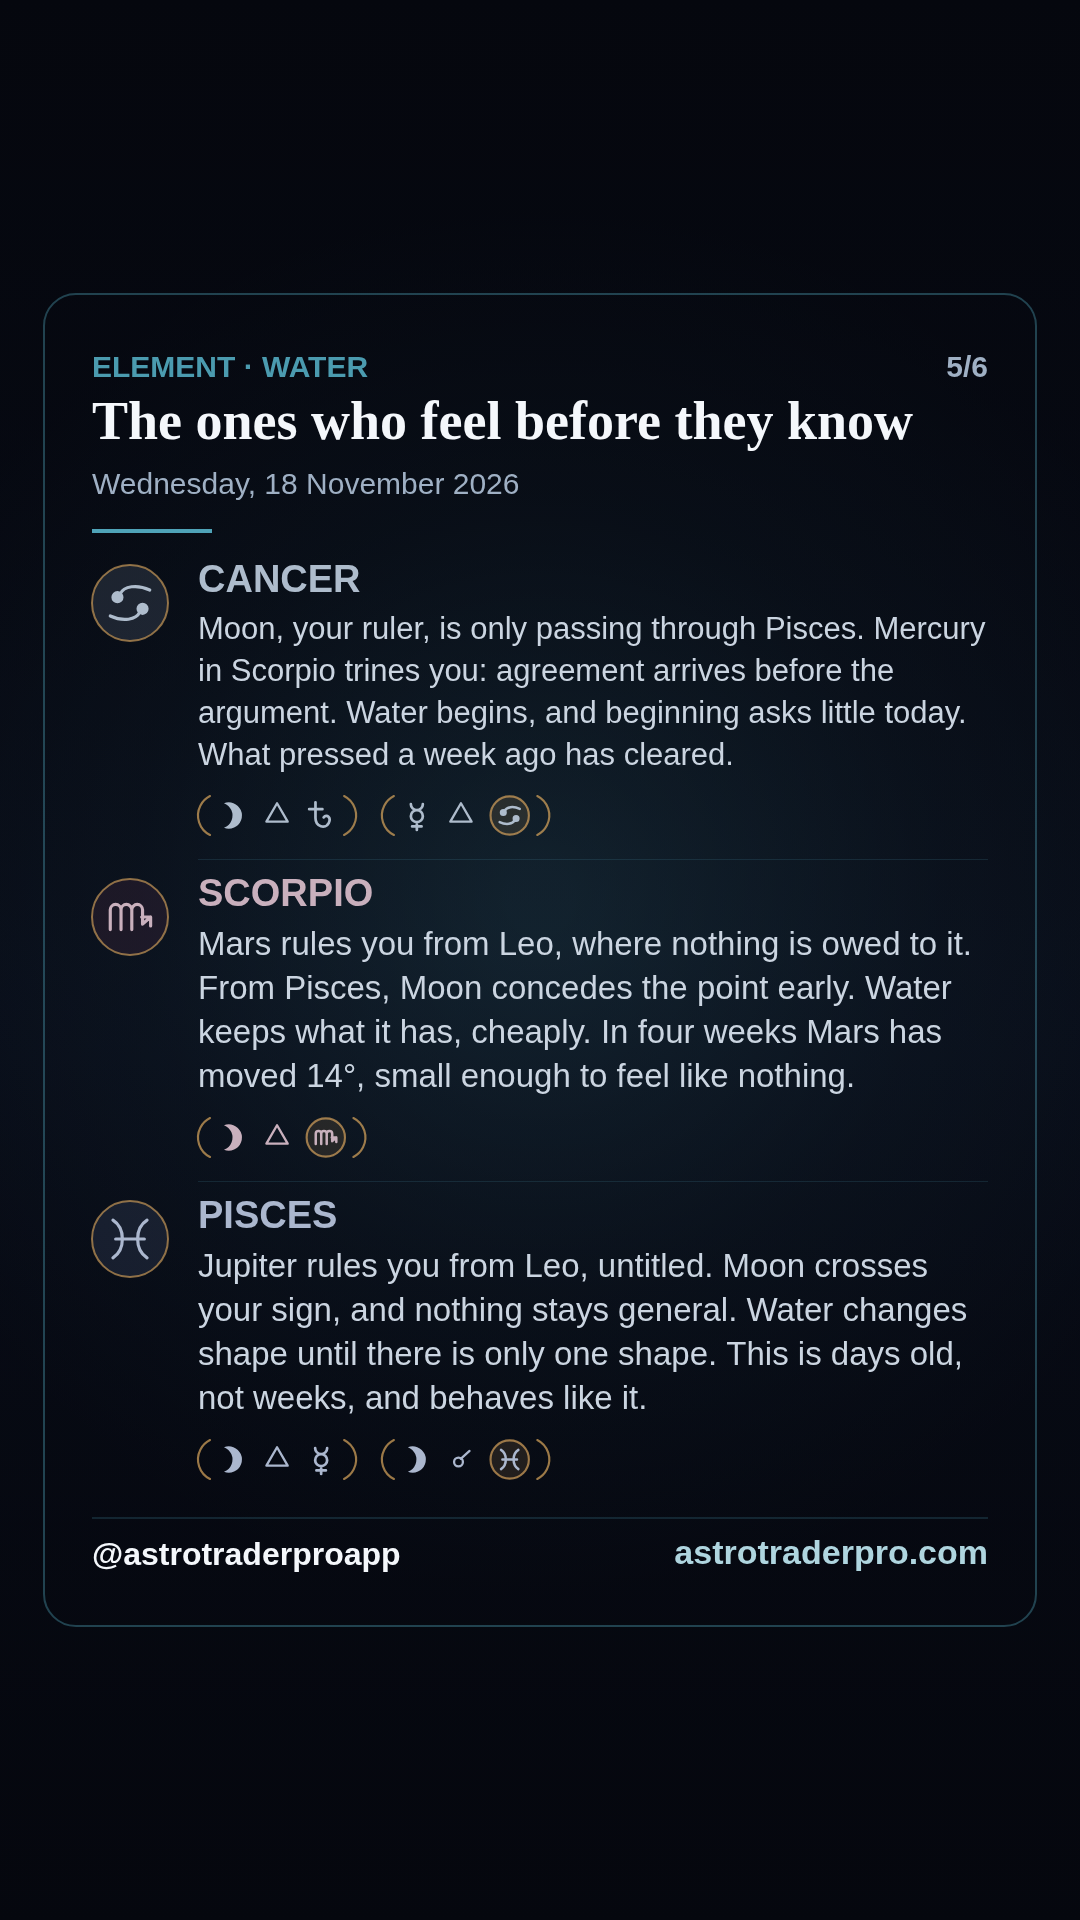 ELEMENT · WATER
5/6
The ones who feel before they know
Wednesday, 18 November 2026
CANCER
Moon, your ruler, is only passing through Pisces. Mercury
in Scorpio trines you: agreement arrives before the
argument. Water begins, and beginning asks little today.
What pressed a week ago has cleared.
SCORPIO
Mars rules you from Leo, where nothing is owed to it.
From Pisces, Moon concedes the point early. Water
keeps what it has, cheaply. In four weeks Mars has
moved 14°, small enough to feel like nothing.
PISCES
Jupiter rules you from Leo, untitled. Moon crosses
your sign, and nothing stays general. Water changes
shape until there is only one shape. This is days old,
not weeks, and behaves like it.
@astrotraderproapp
astrotraderpro.com